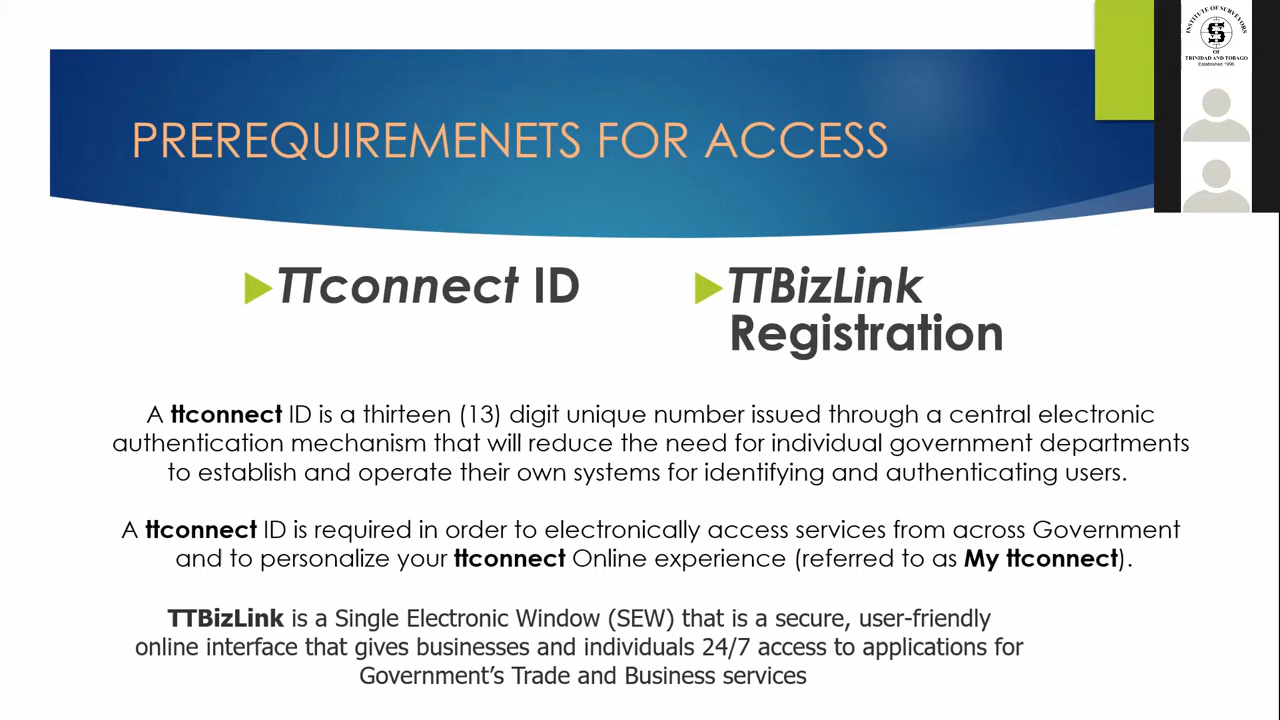 PREREQUIREMENETS FOR ACCESS
INSTITUTE OF SURVEYORS
OF
TRINIDAD AND TOBAGO
Established 1996
TTconnect ID
TTBizLink
Registration
A ttconnect ID is a thirteen (13) digit unique number issued through a central electronic
authentication mechanism that will reduce the need for individual government departments
to establish and operate their own systems for identifying and authenticating users.
A ttconnect ID is required in order to electronically access services from across Government
and to personalize your ttconnect Online experience (referred to as My ttconnect).
TTBizLink is a Single Electronic Window (SEW) that is a secure, user-friendly
online interface that gives businesses and individuals 24/7 access to applications for
Government’s Trade and Business services